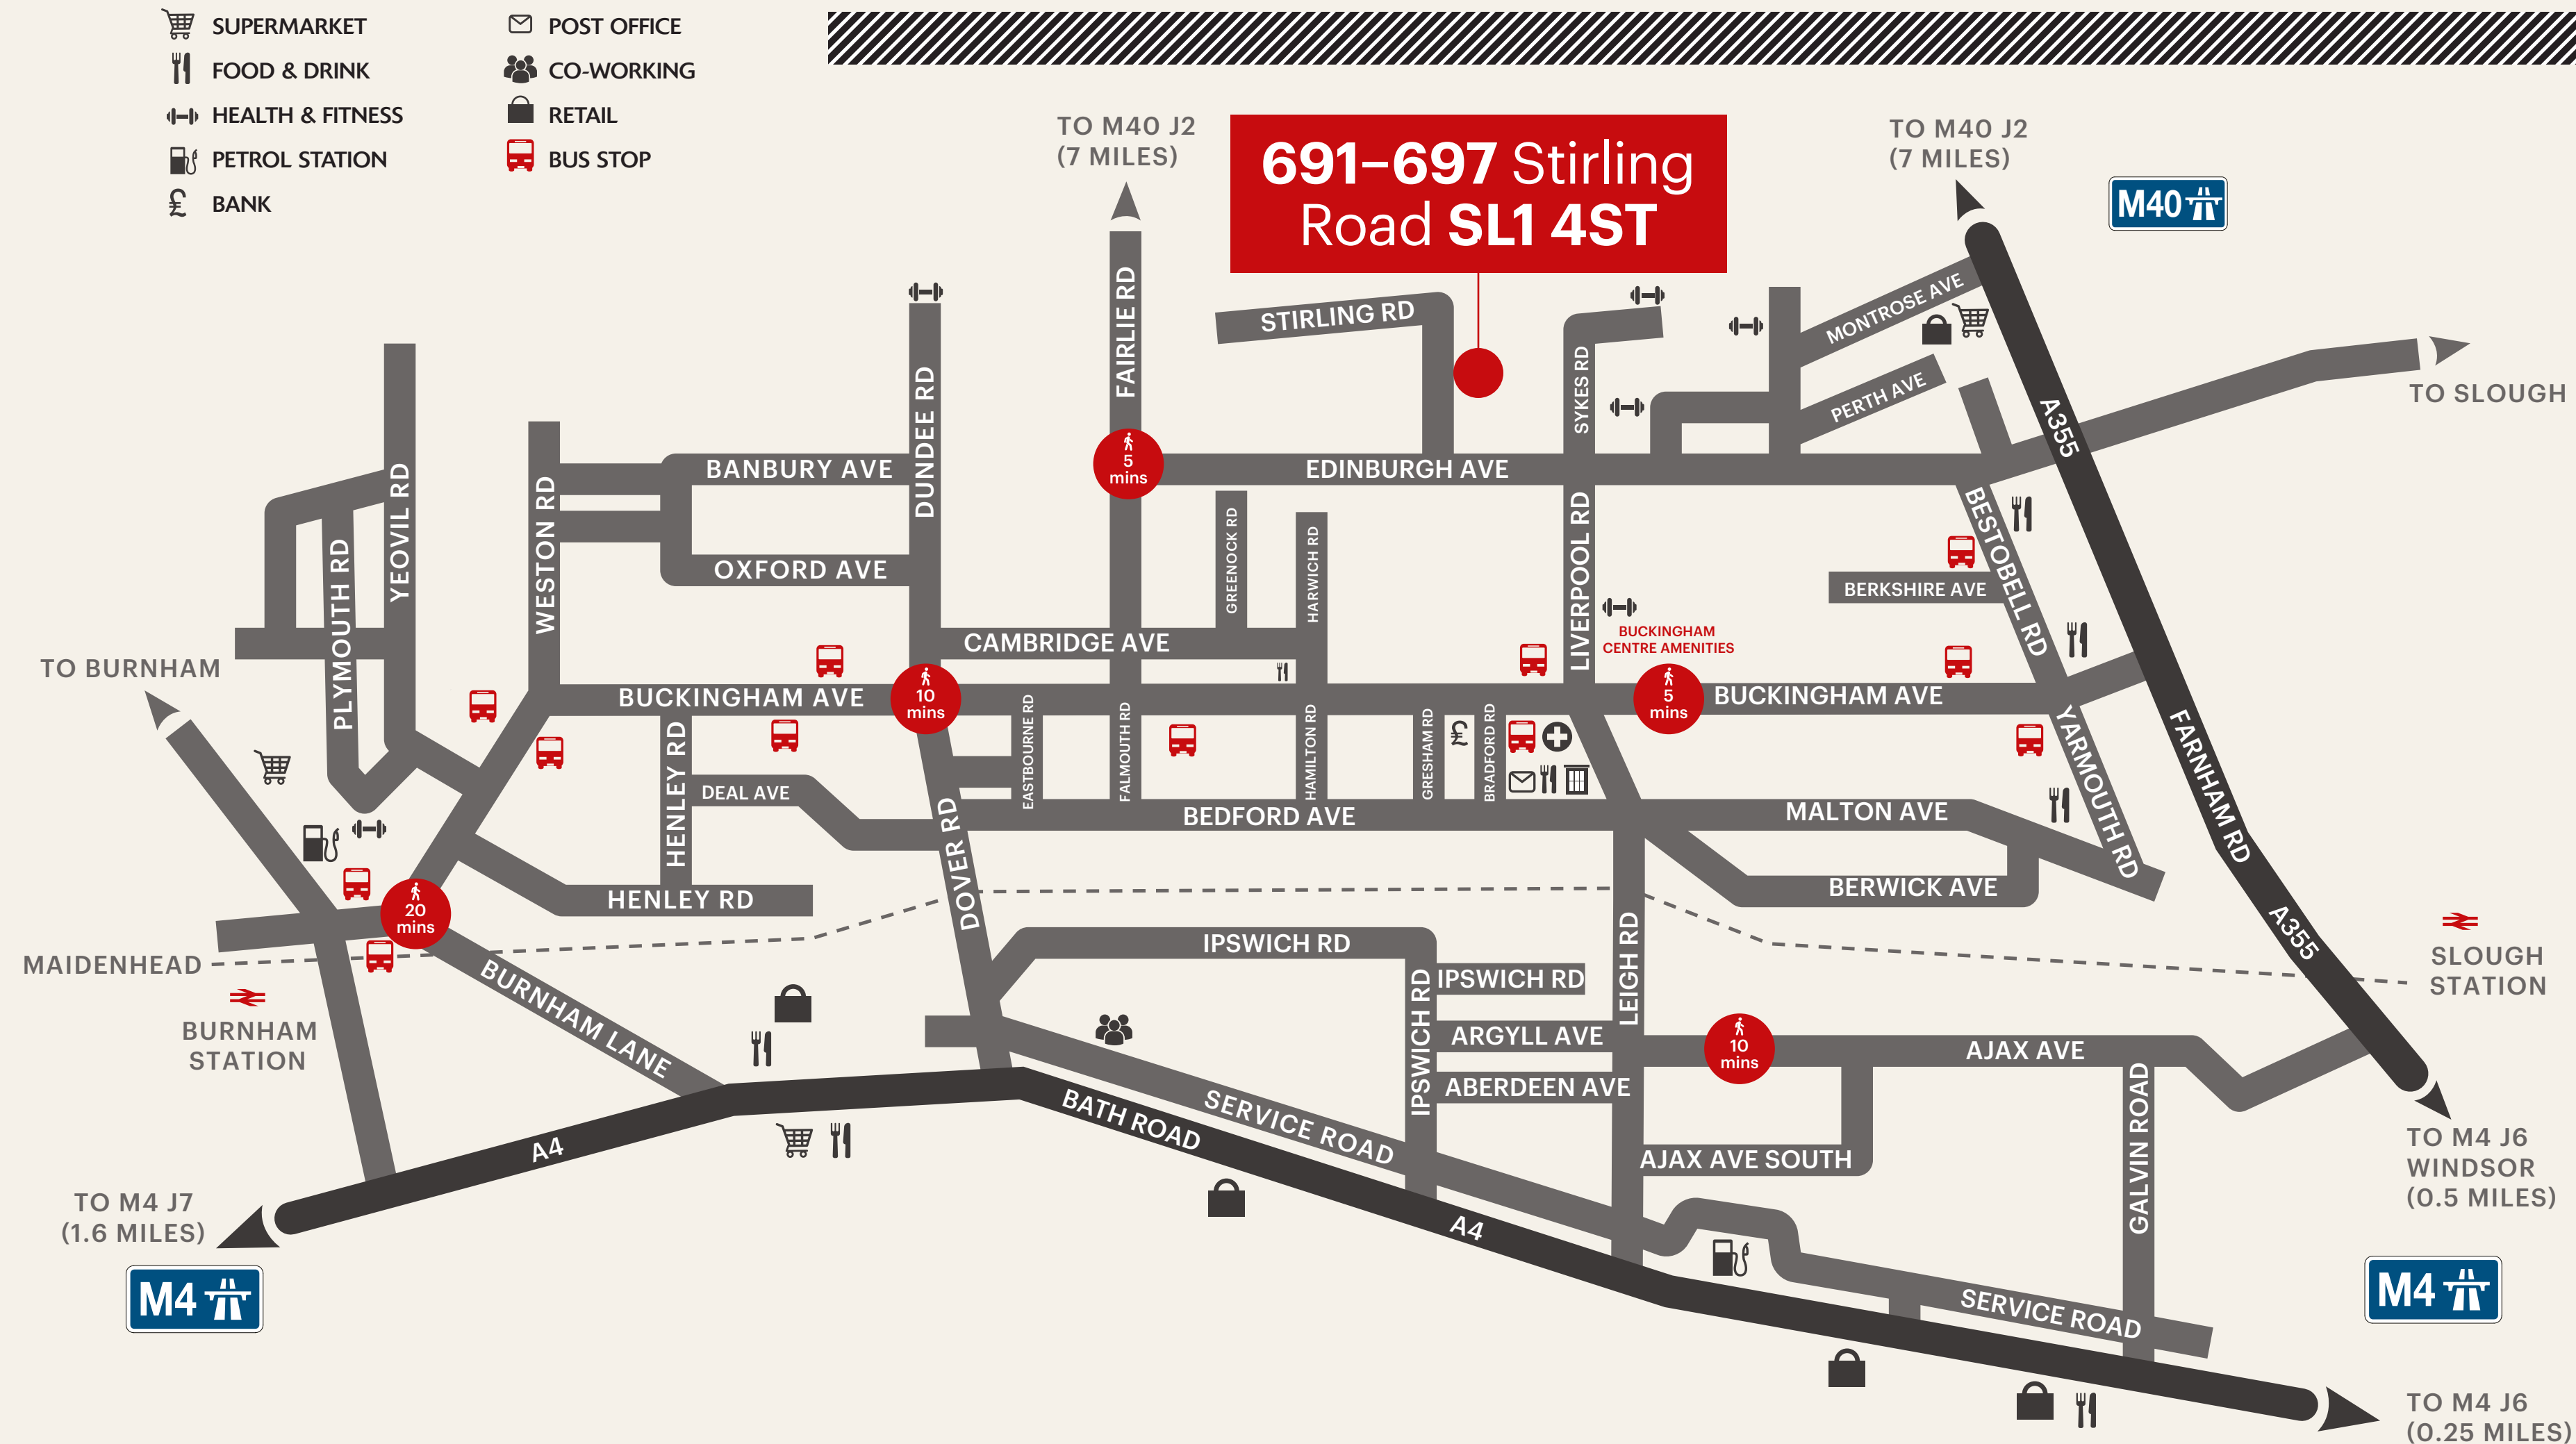 SUPERMARKET
FOOD & DRINK
HEALTH & FITNESS
PETROL STATION
£ BANK
POST OFFICE
CO-WORKING
RETAIL
BUS STOP
TO M40 J2
(7 MILES)
691–697 Stirling
Road SL1 4ST
TO M40 J2
(7 MILES)
M40
FAIRLIE RD
STIRLING RD
SYKES RD
MONTROSE AVE
PERTH AVE
TO SLOUGH
A355
DUNDEE RD
BANBURY AVE
5
mins
EDINBURGH AVE
YEOVIL RD
WESTON RD
PLYMOUTH RD
OXFORD AVE
GREENOCK RD
HARWICH RD
LIVERPOOL RD
BESTOBELL RD
BERKSHIRE AVE
CAMBRIDGE AVE
BUCKINGHAM
CENTRE AMENITIES
TO BURNHAM
BUCKINGHAM AVE
10
mins
5
mins
BUCKINGHAM AVE
HENLEY RD
DEAL AVE
EASTBOURNE RD
FALMOUTH RD
HAMILTON RD
GRESHAM RD
£
BRADFORD RD
YARMOUTH RD
FARNHAM RD
BEDFORD AVE
MALTON AVE
DOVER RD
HENLEY RD
BERWICK AVE
20
mins
A355
MAIDENHEAD
BURNHAM
STATION
BURNHAM LANE
IPSWICH RD
IPSWICH RD
IPSWICH RD
LEIGH RD
SLOUGH
STATION
ARGYLL AVE
10
mins
AJAX AVE
ABERDEEN AVE
GALVIN ROAD
BATH ROAD
SERVICE ROAD
A4
AJAX AVE SOUTH
TO M4 J6
WINDSOR
(0.5 MILES)
TO M4 J7
(1.6 MILES)
A4
M4
M4
SERVICE ROAD
TO M4 J6
(0.25 MILES)